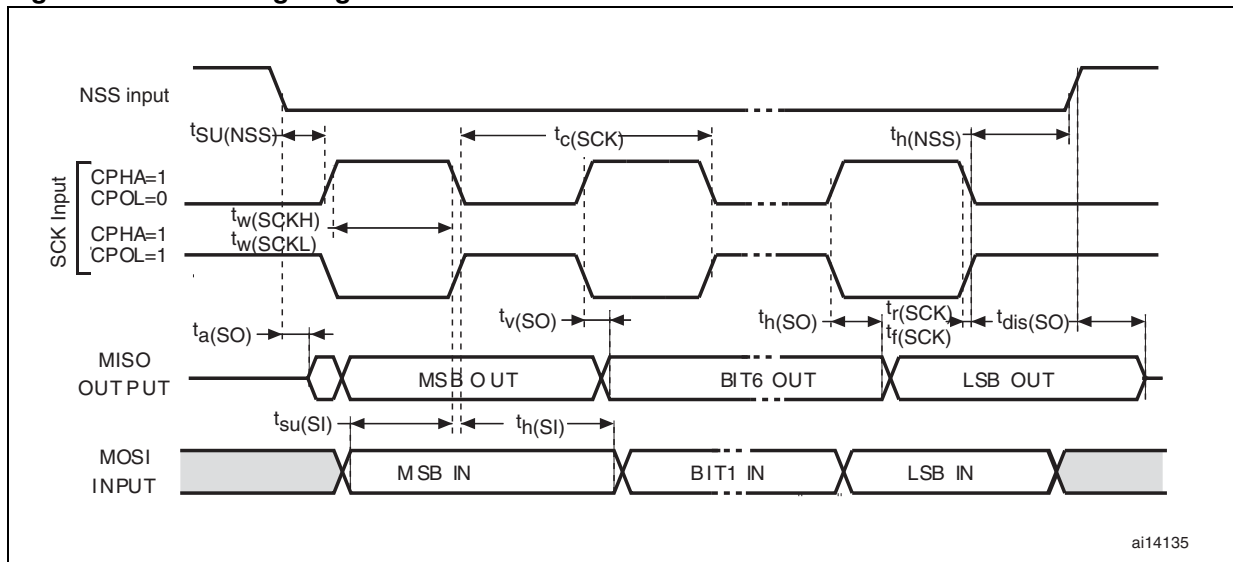 NSS input
tSU(NSS)
tc(SCK)
th(NSS)
SCK Input
CPHA=1
CPOL=0
tw(SCKH)
tw(SCKL)
CPHA=1
CPOL=1
ta(SO)
tv(SO)
th(SO)
tr(SCK)
tf(SCK)
tdis(SO)
MISO
OUTPUT
MSB OUT
BIT6 OUT
LSB OUT
tsu(SI)
th(SI)
MOSI
INPUT
MSB IN
BIT1 IN
LSB IN
ai14135